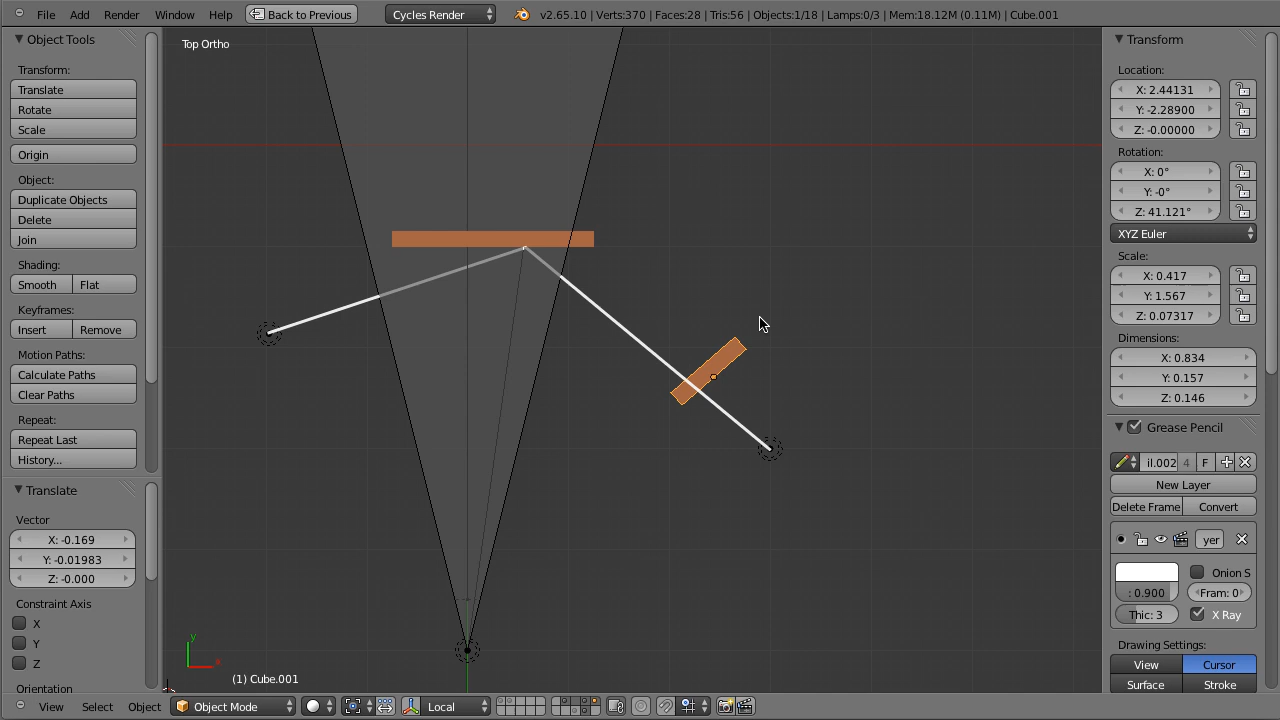 File Add Render Window Help Back to Previous Cycles Render v2.65.10 | Verts:370 | Faces:28 | Tris:56 | Objects:1/18 | Lamps:0/3 | Mem:18.12M (0.11M) | Cube.001
Object Tools
Transform:
Translate
Rotate
Scale
Origin
Object:
Duplicate Objects
Delete
Join
Shading:
Smooth Flat
Keyframes:
Insert Remove
Motion Paths:
Calculate Paths
Clear Paths
Repeat:
Repeat Last
History...
Translate
Vector
X: -0.169
Y: -0.01983
Z: -0.000
Constraint Axis
X
Y
Z
Orientation
Top Ortho
y
x
(1) Cube.001
Transform
Location:
X: 2.44131
Y: -2.28900
Z: -0.00000
Rotation:
X: 0°
Y: -0°
Z: 41.121°
XYZ Euler
Scale:
X: 0.417
Y: 1.567
Z: 0.07317
Dimensions:
X: 0.834
Y: 0.157
Z: 0.146
Grease Pencil
il.002 4 F
New Layer
Delete Frame Convert
yer
Onion S
: 0.900 Fram: 0
Thic: 3 X Ray
Drawing Settings:
View Cursor
Surface Stroke
View Select Object Object Mode Local